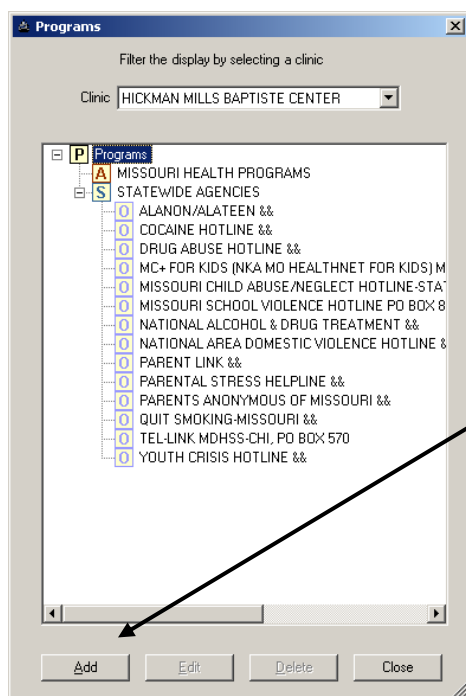 Programs
Filter the display by selecting a clinic
Clinic HICKMAN MILLS BAPTISTE CENTER
P Programs
A MISSOURI HEALTH PROGRAMS
S STATEWIDE AGENCIES
O ALANON/ALATEEN &&
O COCAINE HOTLINE &&
O DRUG ABUSE HOTLINE &&
O MC+ FOR KIDS (NKA MO HEALTHNET FOR KIDS) M
O MISSOURI CHILD ABUSE/NEGLECT HOTLINE-STA
O MISSOURI SCHOOL VIOLENCE HOTLINE PO BOX 8
O NATIONAL ALCOHOL & DRUG TREATMENT &&
O NATIONAL AREA DOMESTIC VIOLENCE HOTLINE &
O PARENT LINK &&
O PARENTAL STRESS HELPLINE &&
O PARENTS ANONYMOUS OF MISSOURI &&
O QUIT SMOKING-MISSOURI &&
O TEL-LINK MDHSS-CHI, PO BOX 570
O YOUTH CRISIS HOTLINE &&
Add Edit Delete Close